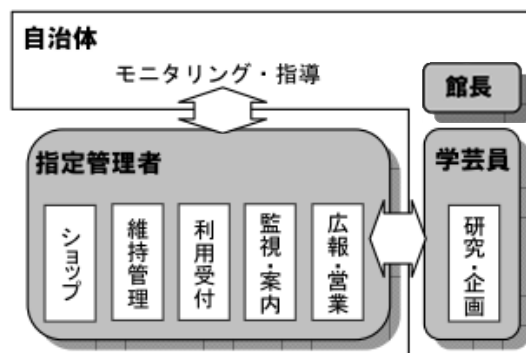 自治体
モニタリング・指導
館長
指定管理者
学芸員
ショップ
維持管理
利用受付
監視・案内
広報・営業
研究・企画